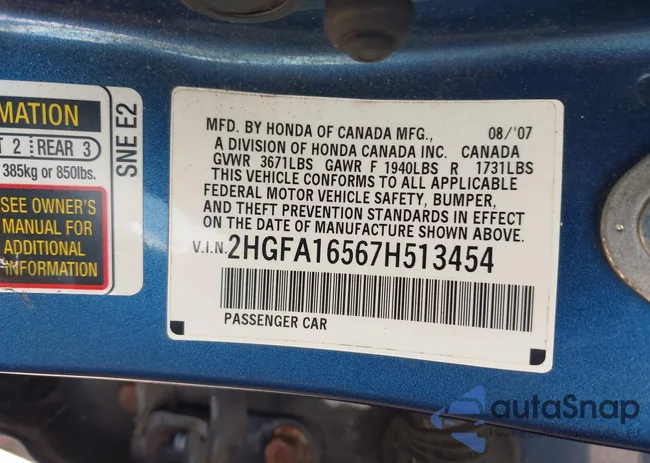 MATION
T 2 REAR 3
385kg or 850lbs.
SEE OWNER'S
MANUAL FOR
ADDITIONAL
INFORMATION
SNE E2
MFD. BY HONDA OF CANADA MFG., 08/'07
A DIVISION OF HONDA CANADA INC. CANADA
GVWR 3671LBS GAWR F 1940LBS R 1731LBS
THIS VEHICLE CONFORMS TO ALL APPLICABLE
FEDERAL MOTOR VEHICLE SAFETY, BUMPER,
AND THEFT PREVENTION STANDARDS IN EFFECT
ON THE DATE OF MANUFACTURE SHOWN ABOVE.
V.I.N. 2HGFA16567H513454
PASSENGER CAR
autoSnap